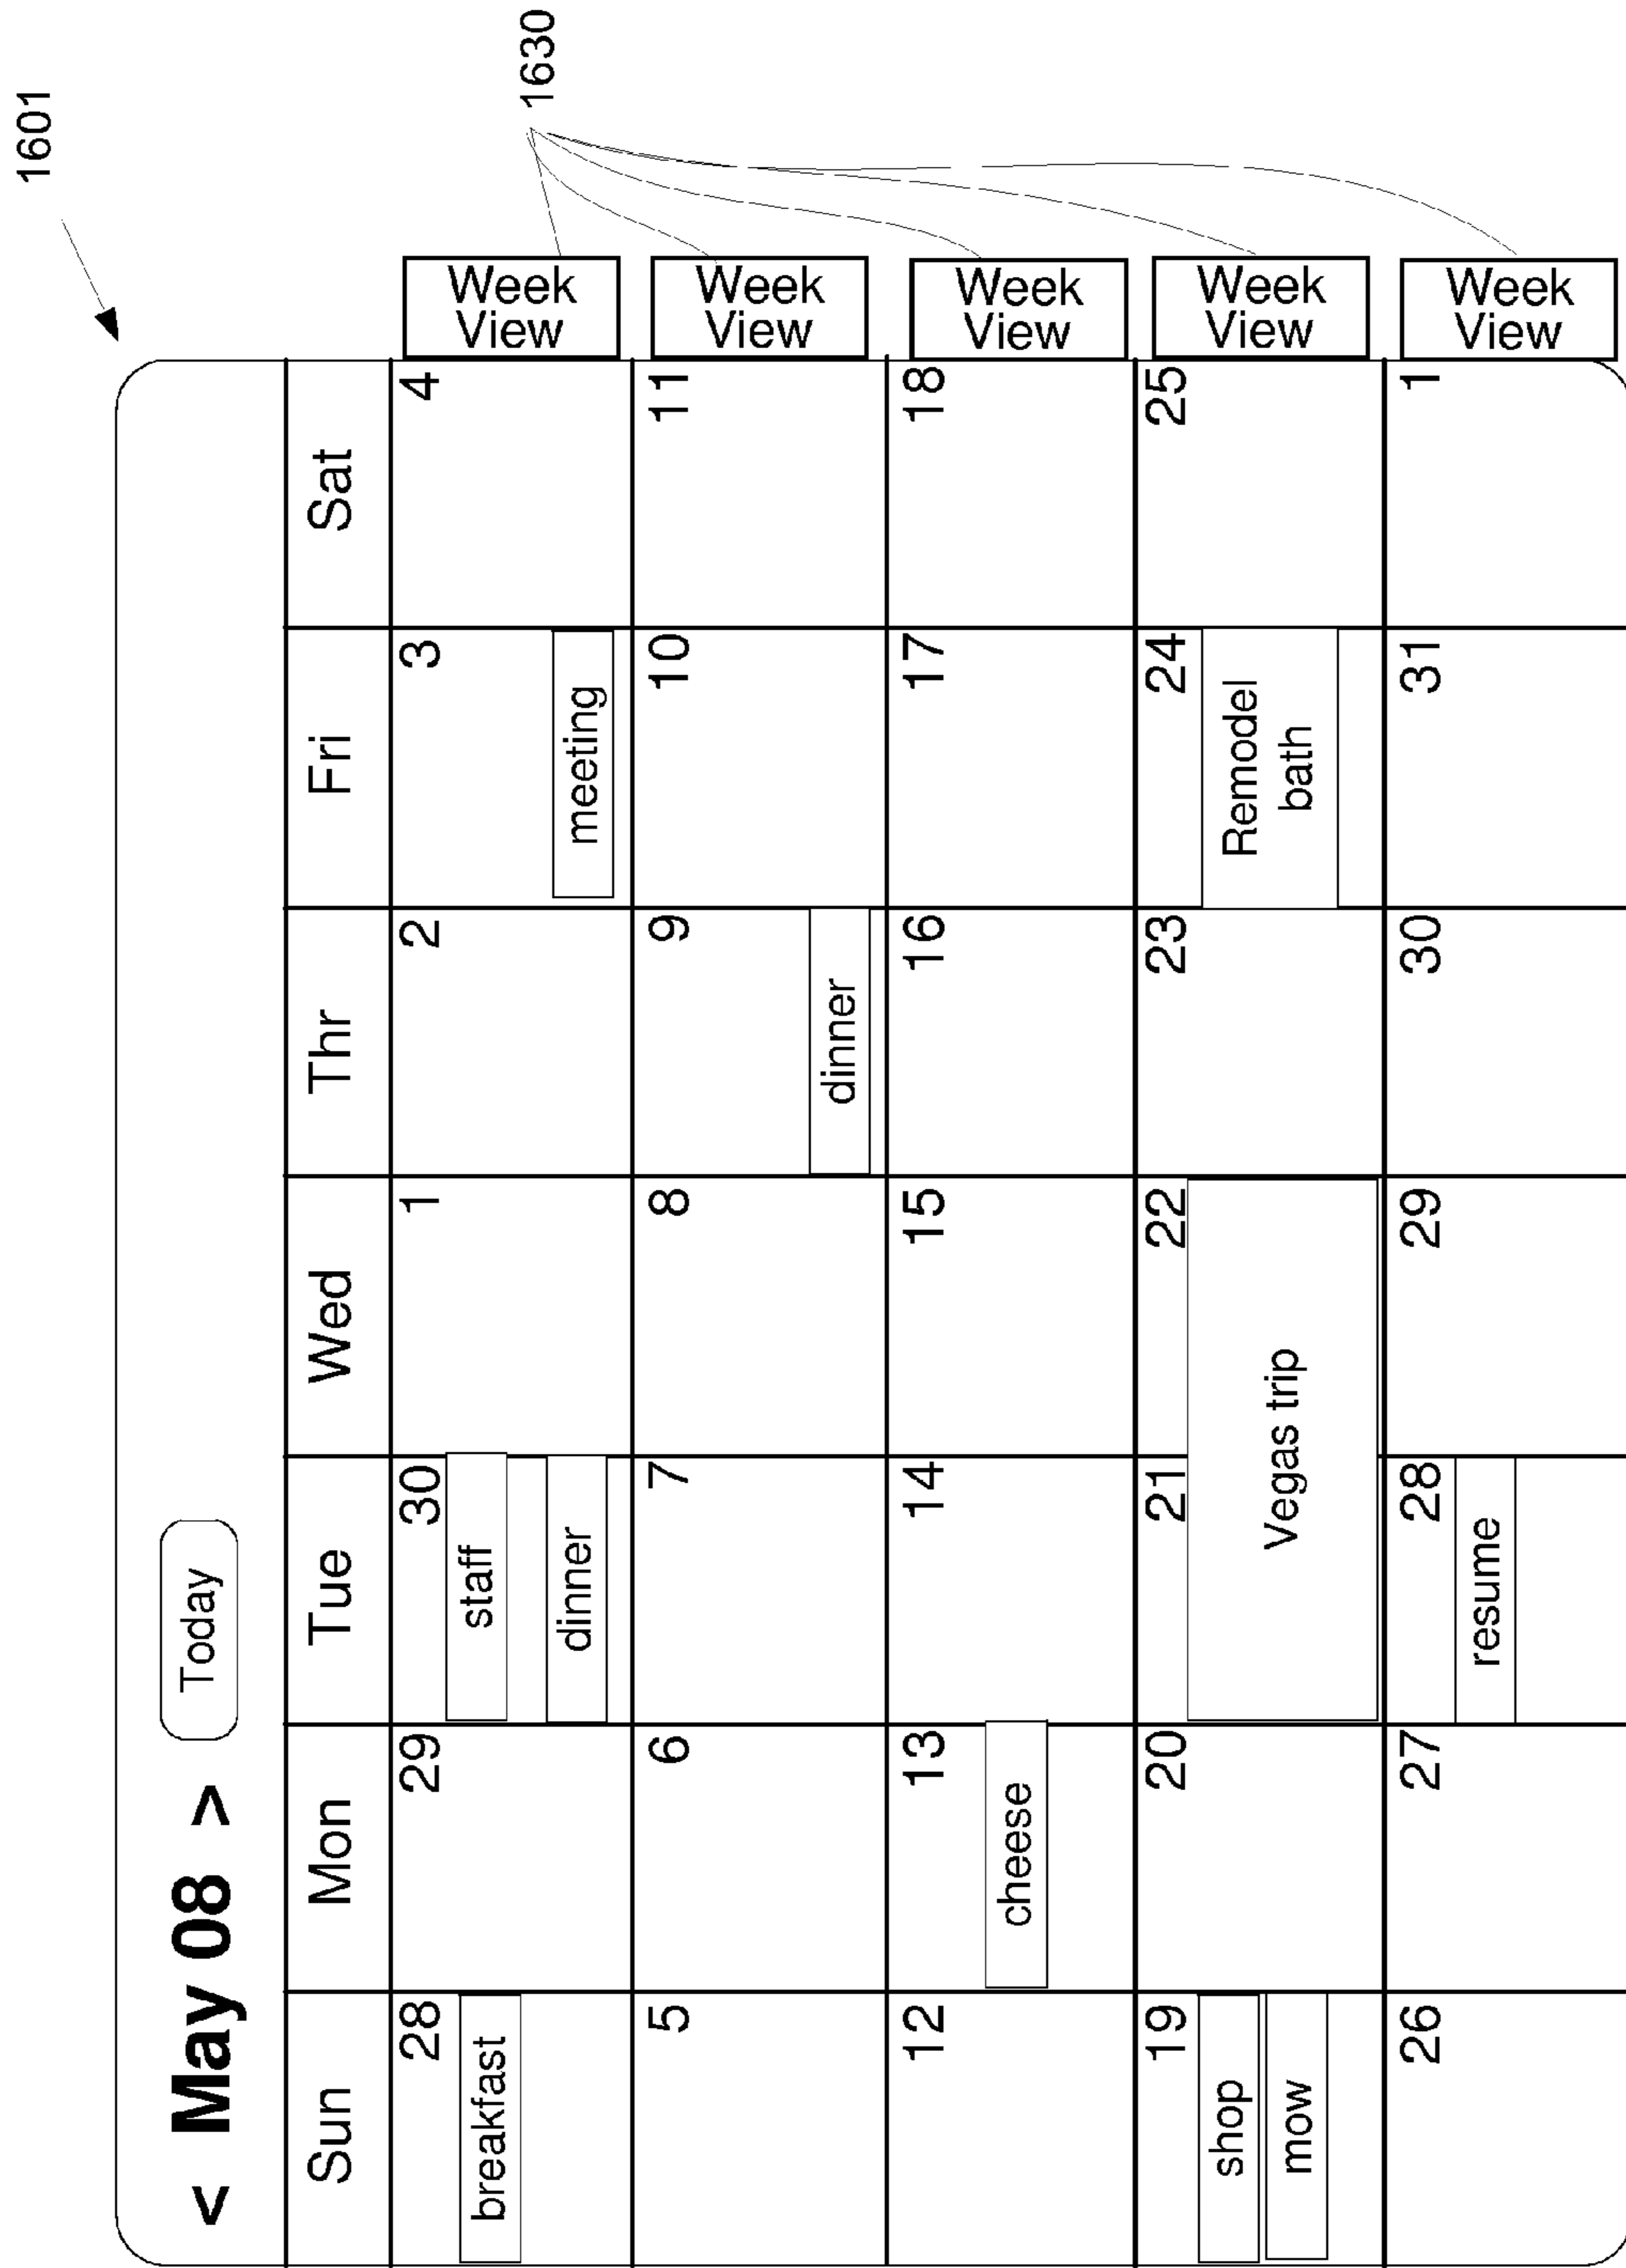 1601
< May 08 > Today
1630
Sun Mon Tue Wed Thr Fri Sat
28 29 30 1 2 3 4
breakfast staff
dinner meeting
Week
View
5 6 7 8 9 10 11
dinner
Week
View
12 13 14 15 16 17 18
cheese
Week
View
19 20 21 22 23 24 25
shop
mow
Vegas trip
Remodel
bath
Week
View
26 27 28 29 30 31 1
resume
Week
View